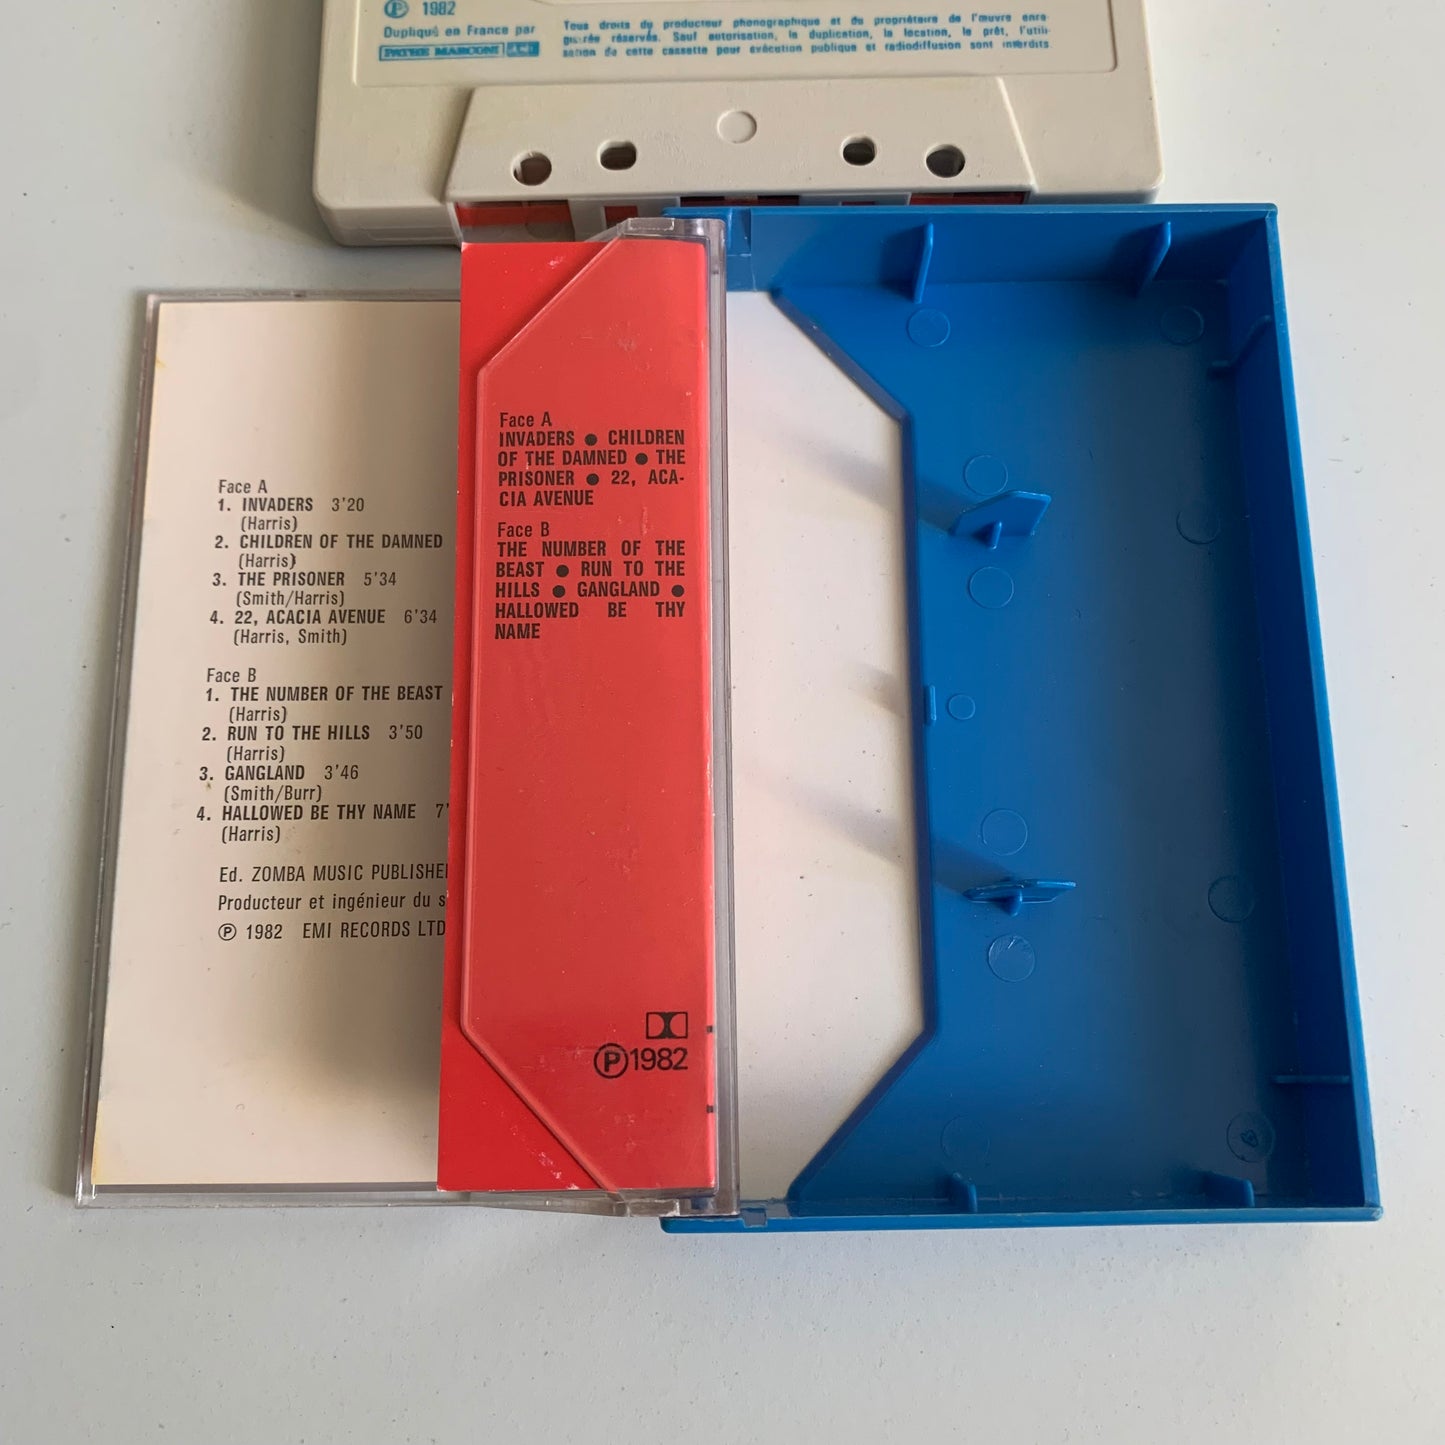 Ⓟ 1982
Dupliqué en France par
PATHE MARCONI EMI
Tous droits du producteur phonographique et du propriétaire de l'œuvre enre-
gistrée réservés. Sauf autorisation, la duplication, la location, le prêt, l'utili-
sation de cette cassette pour exécution publique et radiodiffusion sont interdits
Face A
1. INVADERS 3'20
(Harris)
2. CHILDREN OF THE DAMNED
(Harris)
3. THE PRISONER 5'34
(Smith/Harris)
4. 22, ACACIA AVENUE 6'34
(Harris, Smith)
Face B
1. THE NUMBER OF THE BEAST
(Harris)
2. RUN TO THE HILLS 3'50
(Harris)
3. GANGLAND 3'46
(Smith/Burr)
4. HALLOWED BE THY NAME 7'
(Harris)
Ed. ZOMBA MUSIC PUBLISHE
Producteur et ingénieur du s
Ⓟ 1982 EMI RECORDS LTD
Face A
INVADERS ● CHILDREN
OF THE DAMNED ● THE
PRISONER ● 22, ACA-
CIA AVENUE
Face B
THE NUMBER OF THE
BEAST ● RUN TO THE
HILLS ● GANGLAND ●
HALLOWED BE THY
NAME
Ⓟ1982